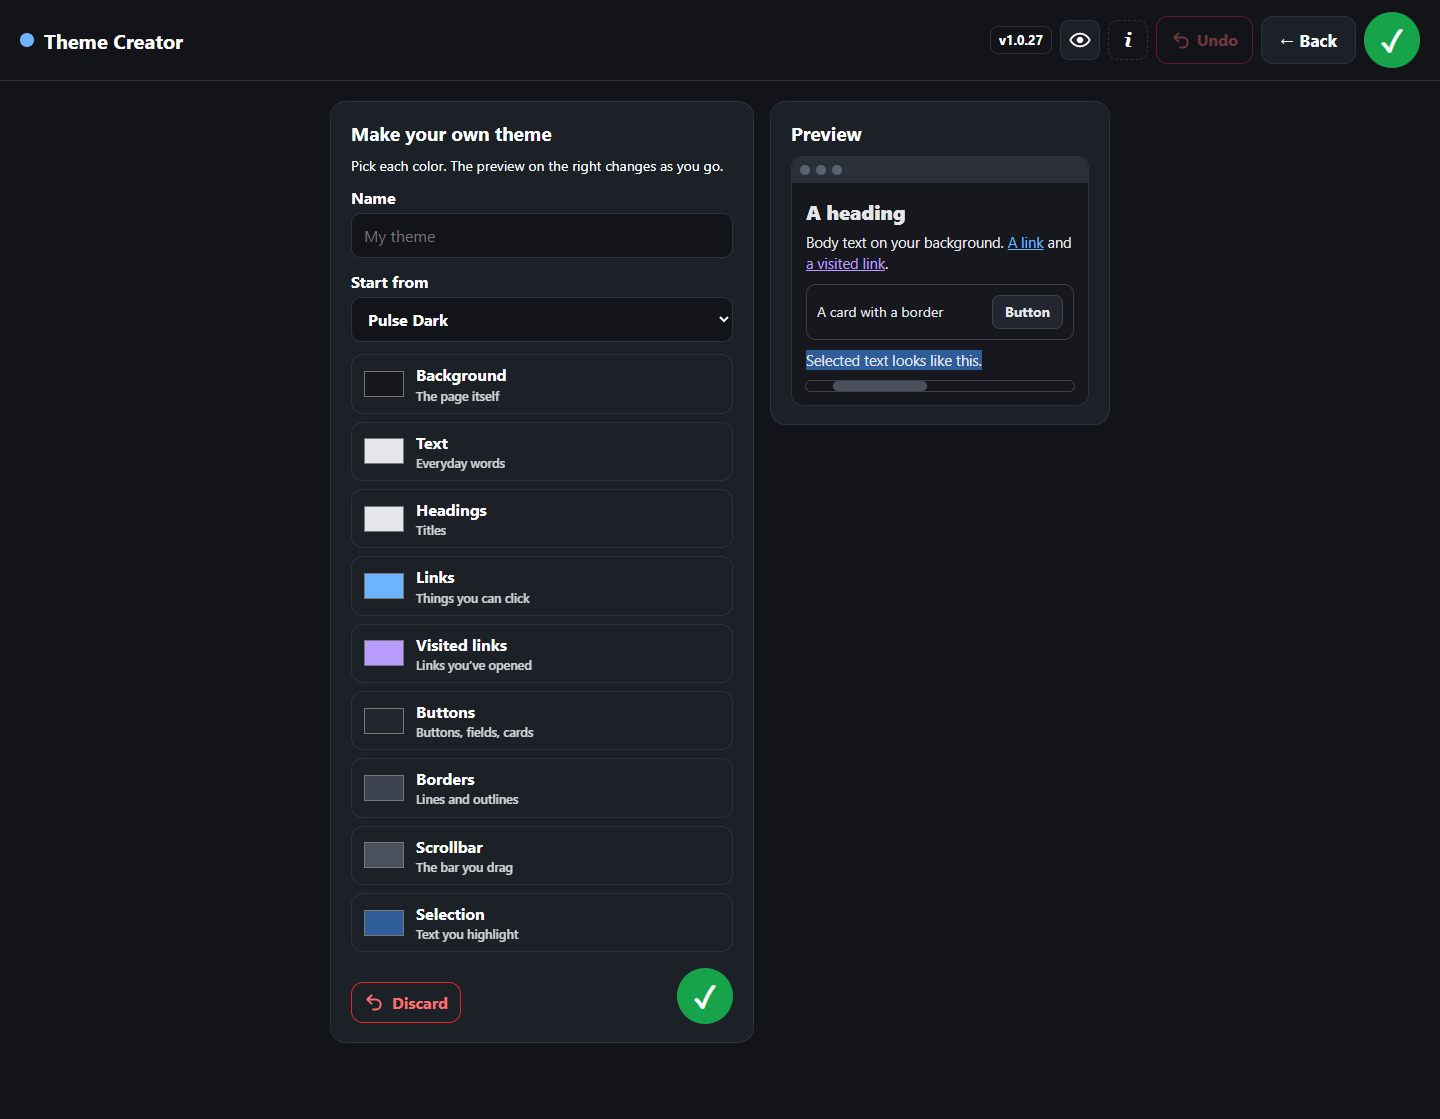 Theme Creator
v1.0.27
i
Undo
← Back
Make your own theme
Pick each color. The preview on the right changes as you go.
Name
My theme
Start from
Pulse Dark
Background
The page itself
Text
Everyday words
Headings
Titles
Links
Things you can click
Visited links
Links you’ve opened
Buttons
Buttons, fields, cards
Borders
Lines and outlines
Scrollbar
The bar you drag
Selection
Text you highlight
Discard
Preview
A heading
Body text on your background. A link and
a visited link.
A card with a border
Button
Selected text looks like this.